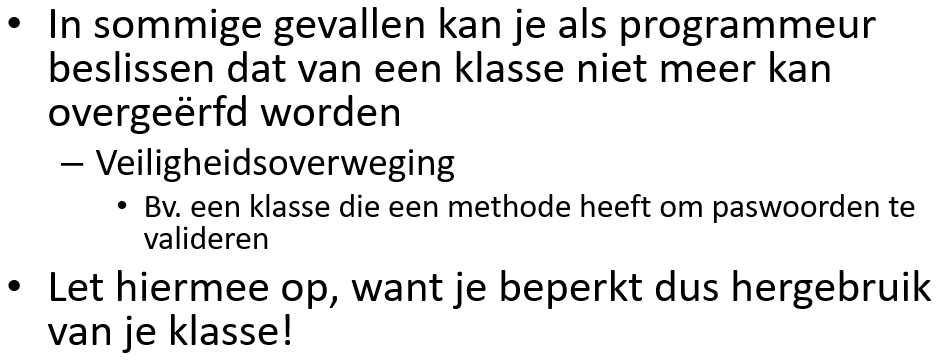 • In sommige gevallen kan je als programmeur
beslissen dat van een klasse niet meer kan
overgeërfd worden
– Veiligheidsoverweging
• Bv. een klasse die een methode heeft om paswoorden te
valideren
• Let hiermee op, want je beperkt dus hergebruik
van je klasse!